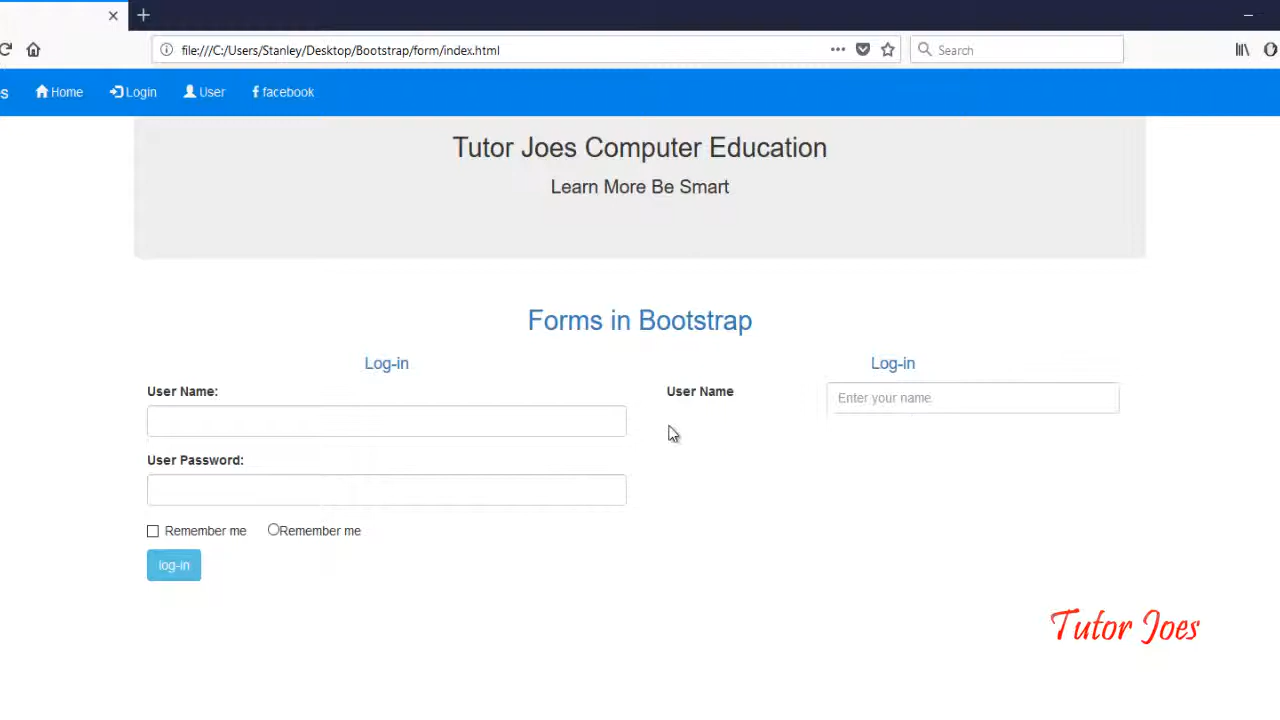 file:///C:/Users/Stanley/Desktop/Bootstrap/form/index.html
Search
s Home Login User facebook
Tutor Joes Computer Education
Learn More Be Smart
Forms in Bootstrap
Log-in
User Name:
User Password:
Remember me Remember me
log-in
Log-in
User Name Enter your name
Tutor Joes